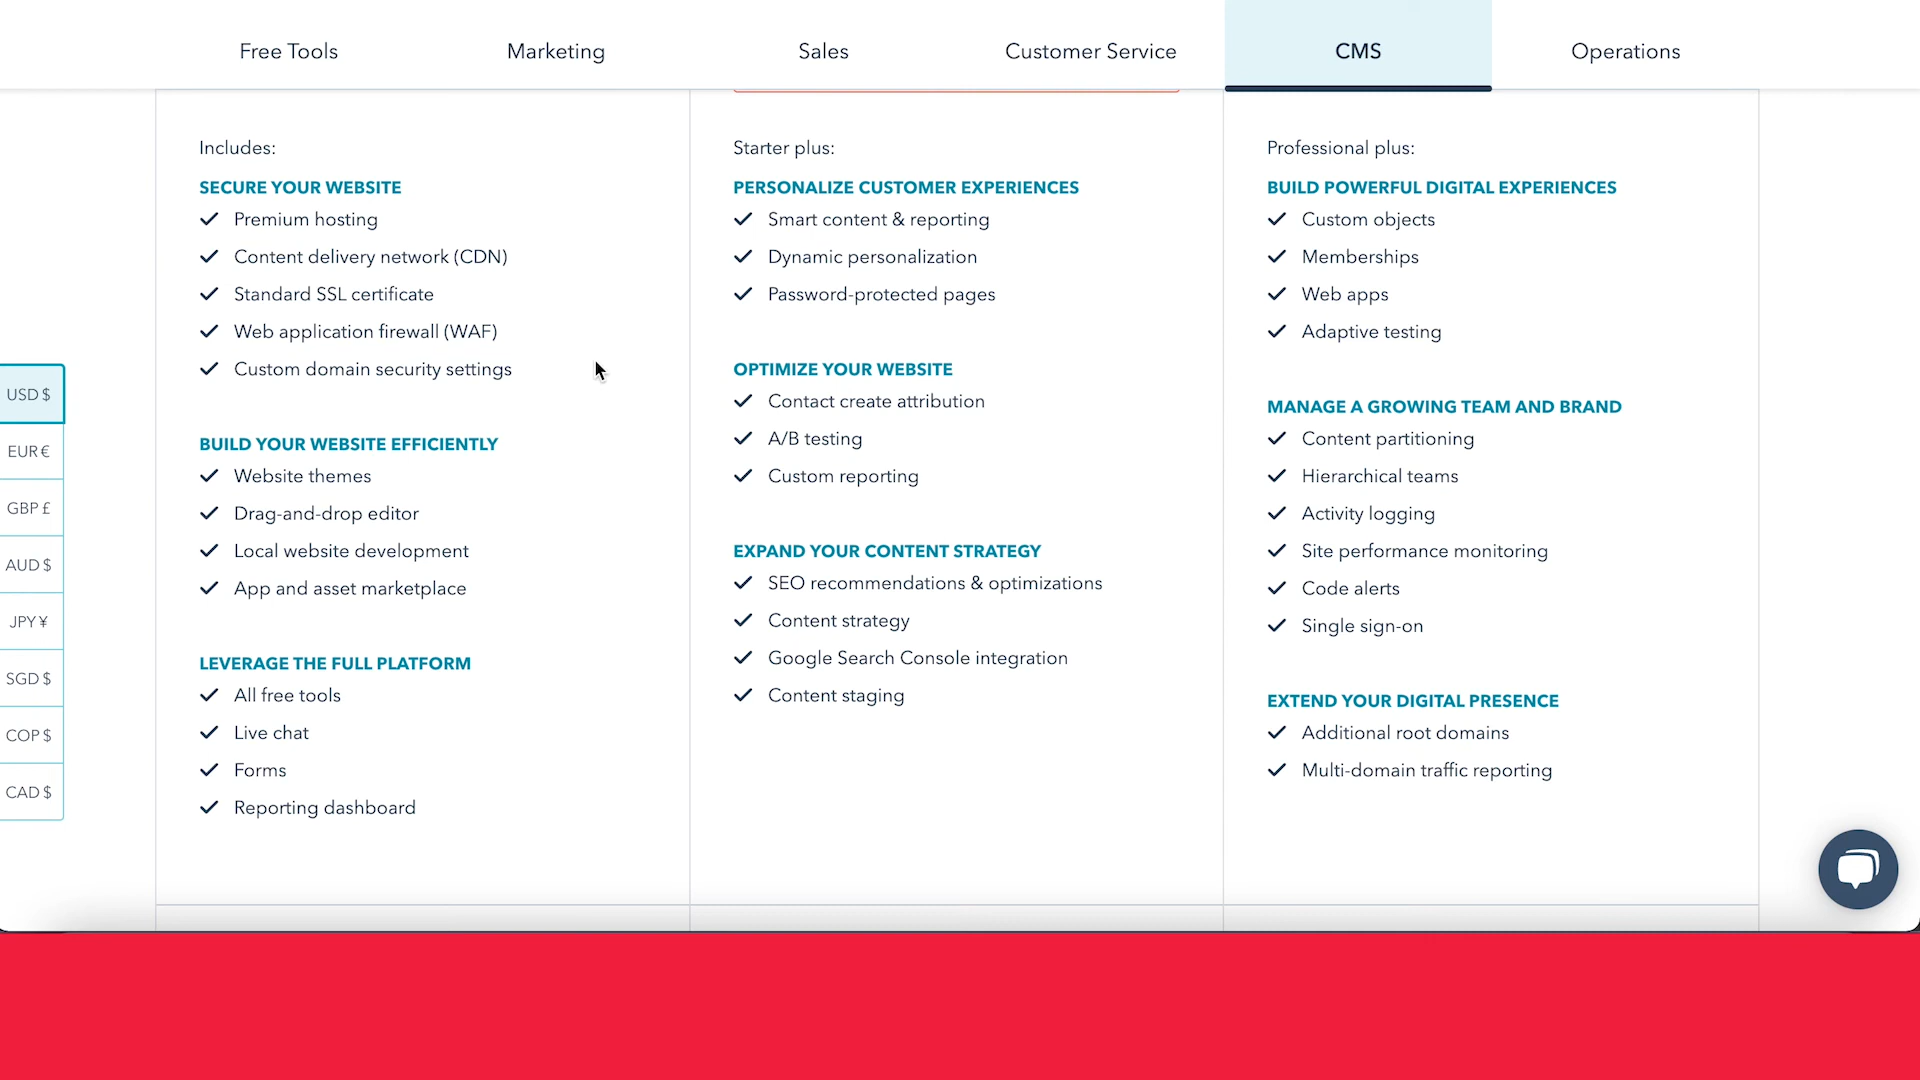 Free Tools
Marketing
Sales
Customer Service
CMS
Operations
Includes:
SECURE YOUR WEBSITE
Premium hosting
Content delivery network (CDN)
Standard SSL certificate
Web application firewall (WAF)
Custom domain security settings
BUILD YOUR WEBSITE EFFICIENTLY
Website themes
Drag-and-drop editor
Local website development
App and asset marketplace
LEVERAGE THE FULL PLATFORM
All free tools
Live chat
Forms
Reporting dashboard
Starter plus:
PERSONALIZE CUSTOMER EXPERIENCES
Smart content & reporting
Dynamic personalization
Password-protected pages
OPTIMIZE YOUR WEBSITE
Contact create attribution
A/B testing
Custom reporting
EXPAND YOUR CONTENT STRATEGY
SEO recommendations & optimizations
Content strategy
Google Search Console integration
Content staging
Professional plus:
BUILD POWERFUL DIGITAL EXPERIENCES
Custom objects
Memberships
Web apps
Adaptive testing
MANAGE A GROWING TEAM AND BRAND
Content partitioning
Hierarchical teams
Activity logging
Site performance monitoring
Code alerts
Single sign-on
EXTEND YOUR DIGITAL PRESENCE
Additional root domains
Multi-domain traffic reporting
USD $
EUR €
GBP £
AUD $
JPY ¥
SGD $
COP $
CAD $